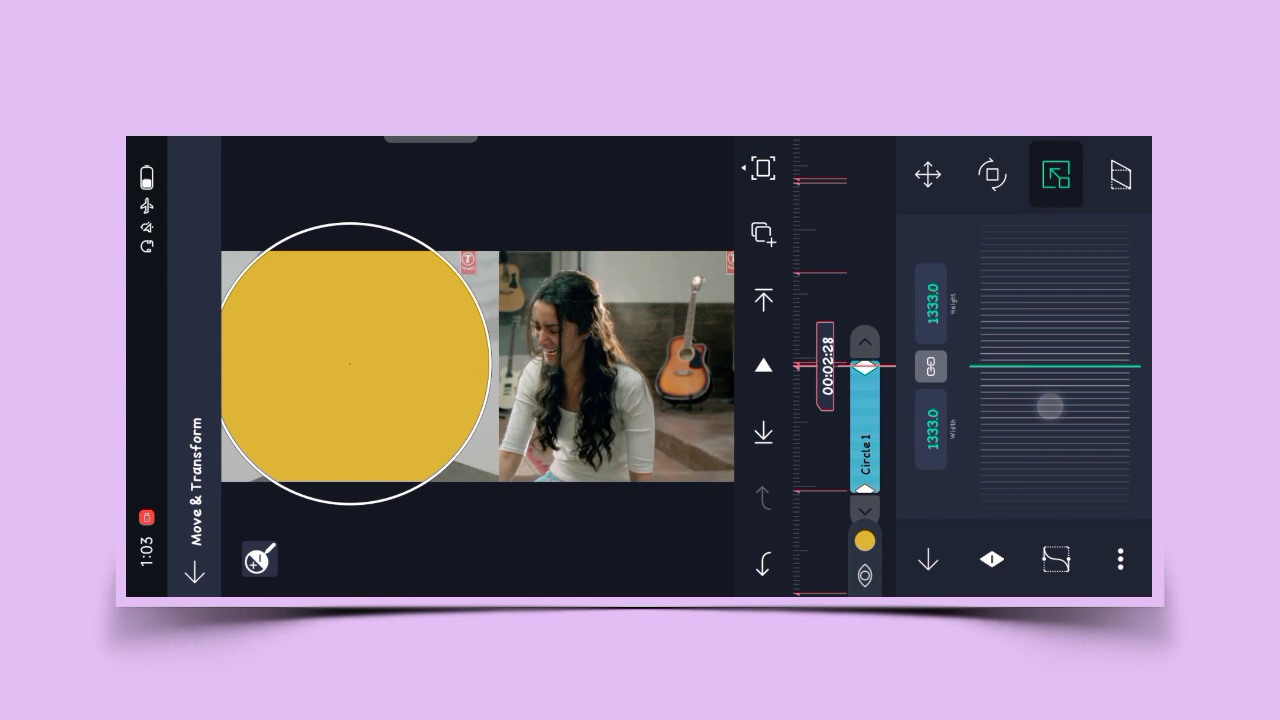 1:03
Move & Transform
00:02:28
Circle 1
1333.0
Width
1333.0
Height